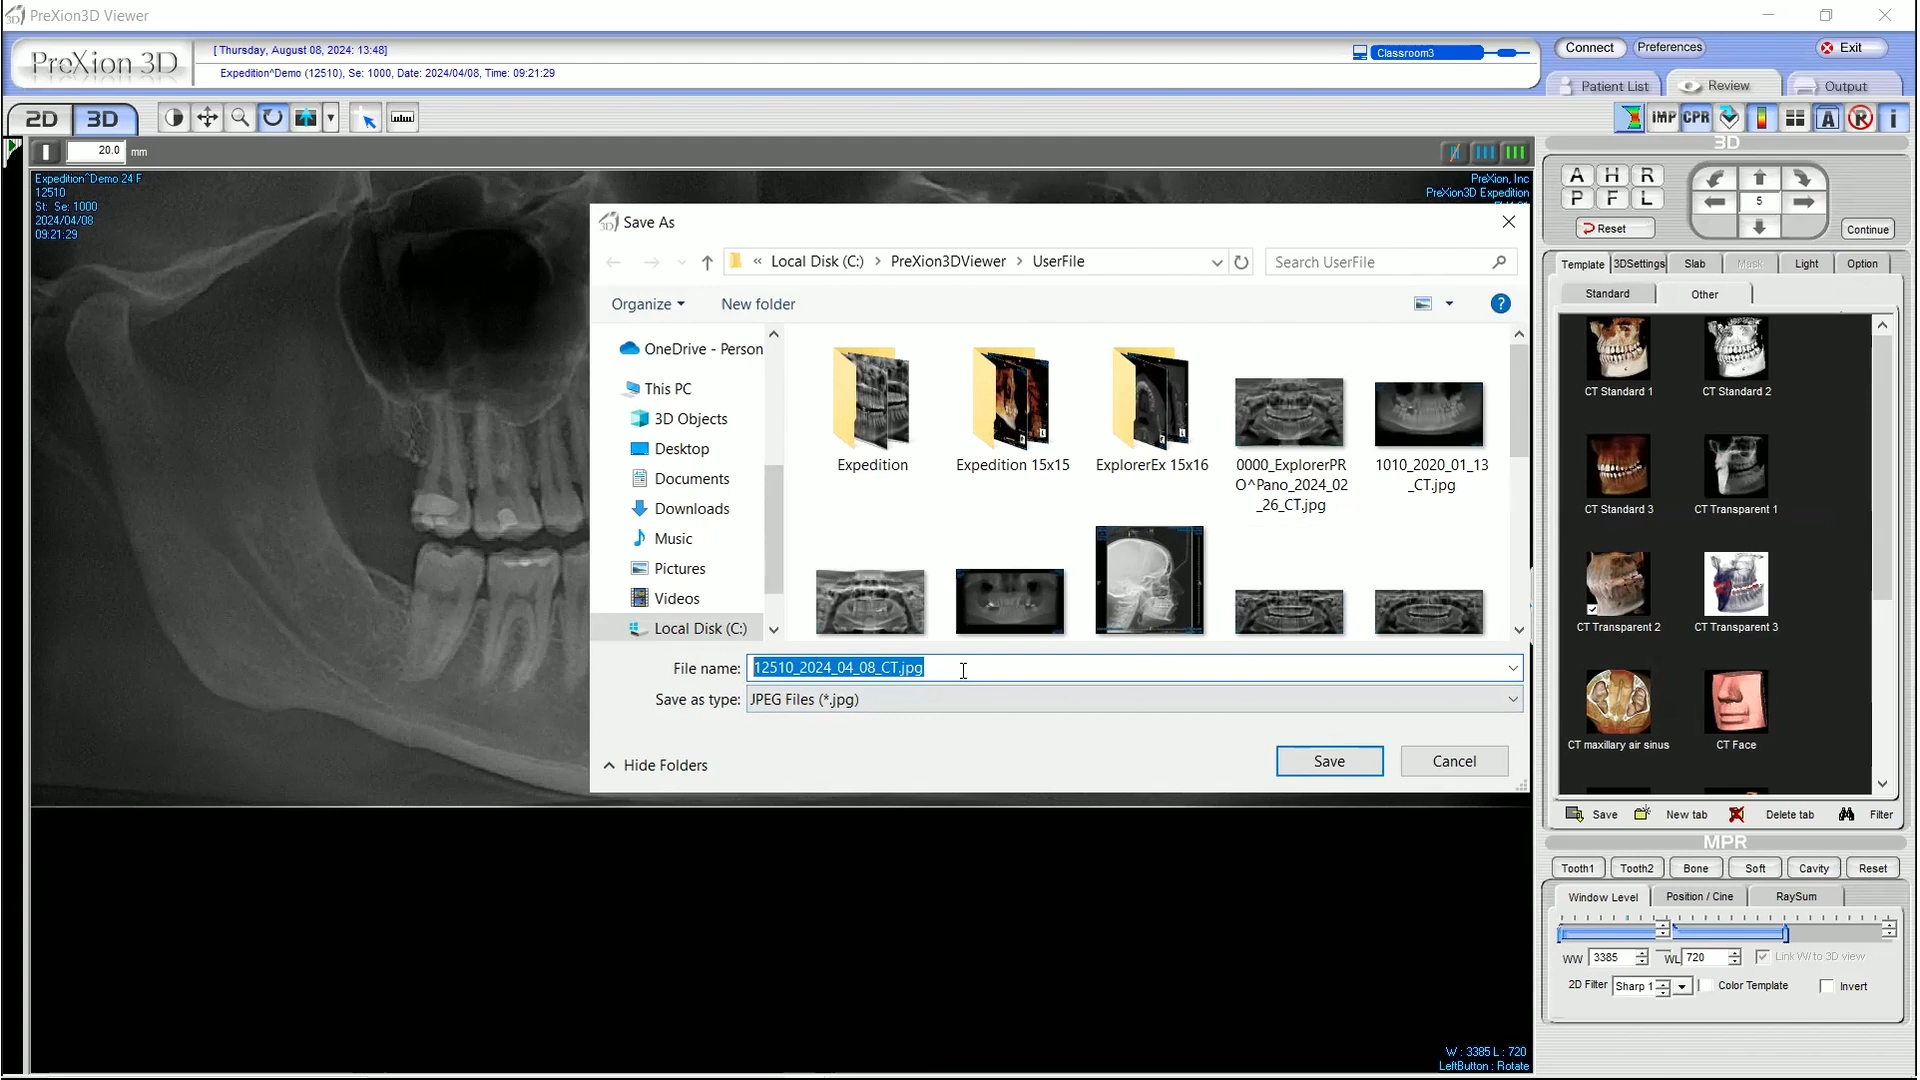 PreXion3D Viewer
PreXion 3D
[ Thursday, August 08, 2024: 13:48]
Expedition^Demo (12510), Se: 1000, Date: 2024/04/08, Time: 09:21:29
Classroom3
Connect
Preferences
Exit
Patient List
Review
Output
2D
3D
IMP
CPR
A
R
i
20.0
mm
Expedition^Demo 24 F
12510
St: Se: 1000
2024/04/08
09:21:29
PreXion, Inc
PreXion3D Expedition
Save As
« Local Disk (C:) > PreXion3DViewer > UserFile
Search UserFile
Organize
New folder
?
OneDrive - Person
This PC
3D Objects
Desktop
Documents
Downloads
Music
Pictures
Videos
Local Disk (C:)
Expedition
Expedition 15x15
ExplorerEx 15x16
0000_ExplorerPR
O^Pano_2024_02
_26_CT.jpg
1010_2020_01_13
_CT.jpg
File name: 12510_2024_04_08_CT.jpg
Save as type: JPEG Files (*.jpg)
Hide Folders
Save
Cancel
3D
A H R
P F L
Reset
5
Continue
Template
3DSettings
Slab
Mask
Light
Option
Standard
Other
CT Standard 1
CT Standard 2
CT Standard 3
CT Transparent 1
CT Transparent 2
CT Transparent 3
CT maxillary air sinus
CT Face
Save
New tab
Delete tab
Filter
MPR
Tooth1
Tooth2
Bone
Soft
Cavity
Reset
Window Level
Position / Cine
RaySum
WW 3385
WL 720
Link W/to 3D view
2D Filter Sharp 1
Color Template
Invert
W : 3385 L : 720
LeftButton : Rotate